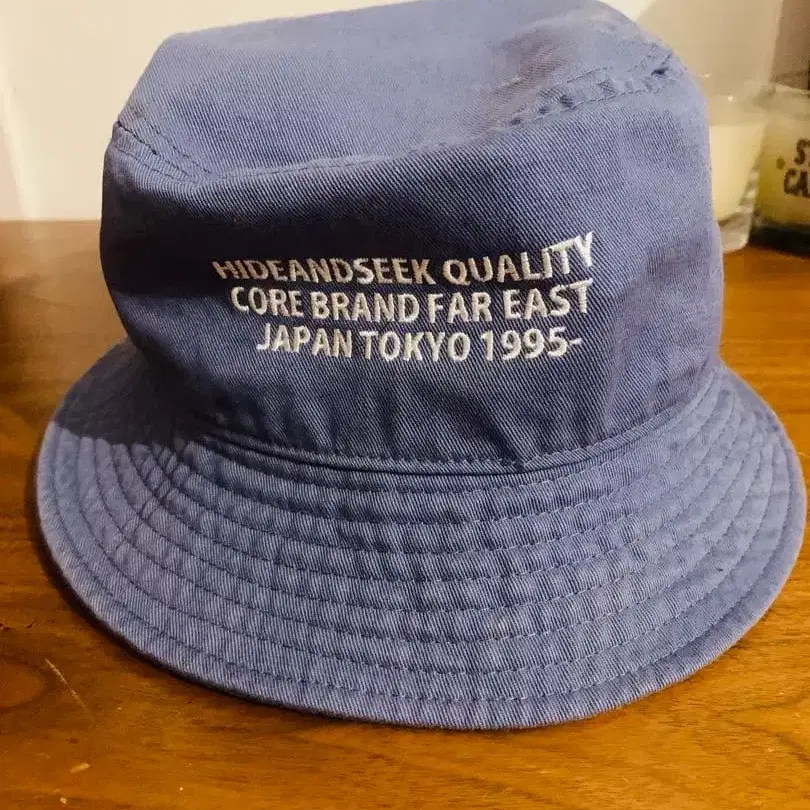 HIDEANDSEEK QUALITY
CORE BRAND FAR EAST
JAPAN TOKYO 1995-